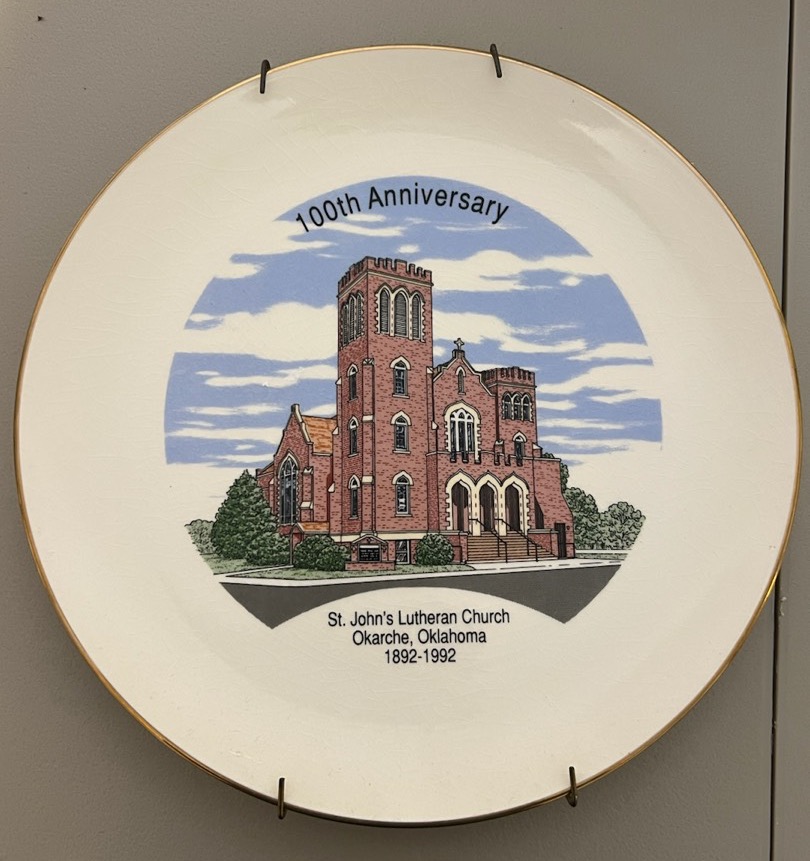 100th Anniversary
St. John's Lutheran Church
Okarche, Oklahoma
1892-1992